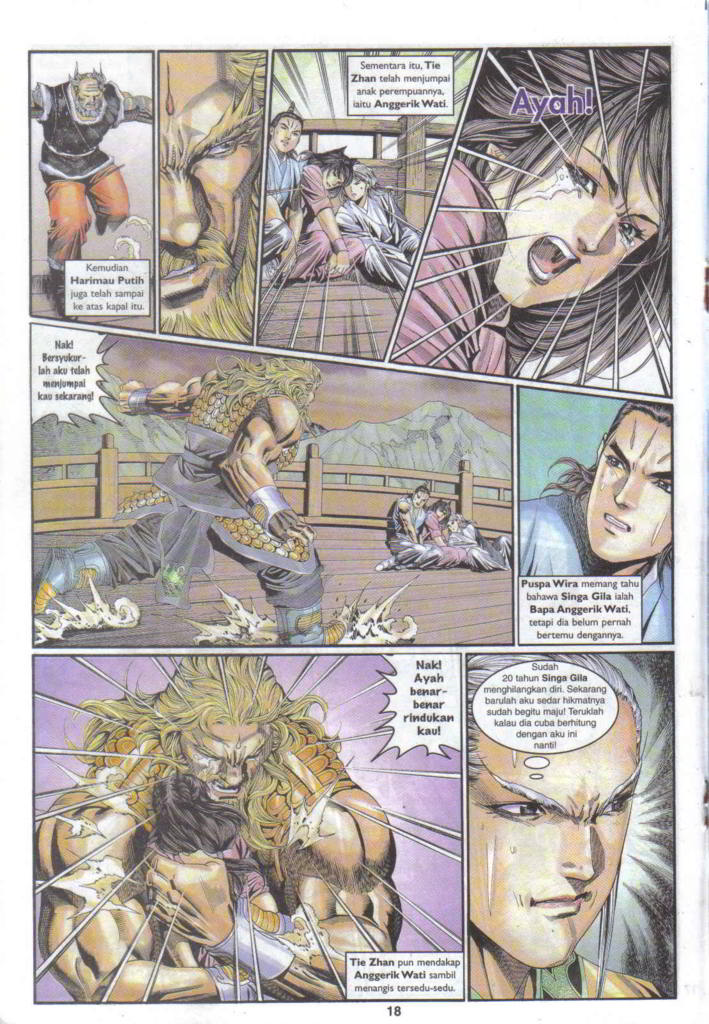 Kemudian
Harimau Putih
juga telah sampai
ke atas kapal itu.
Sementara itu, Tie
Zhan telah menjumpai
anak perempuannya,
iaitu Anggerik Wati.
Ayah!
Nak!
Bersyukur-
lah aku telah
menjumpai
kau sekarang!
Puspa Wira memang tahu
bahawa Singa Gila ialah
Bapa Anggerik Wati,
tetapi dia belum pernah
bertemu dengannya.
Nak!
Ayah
benar-
benar
rindukan
kau!
Tie Zhan pun mendakap
Anggerik Wati sambil
menangis tersedu-sedu.
Sudah
20 tahun Singa Gila
menghilangkan diri. Sekarang
barulah aku sedar hikmatnya
sudah begitu maju! Teruklah
kalau dia cuba berhitung
dengan aku ini
nanti!
18